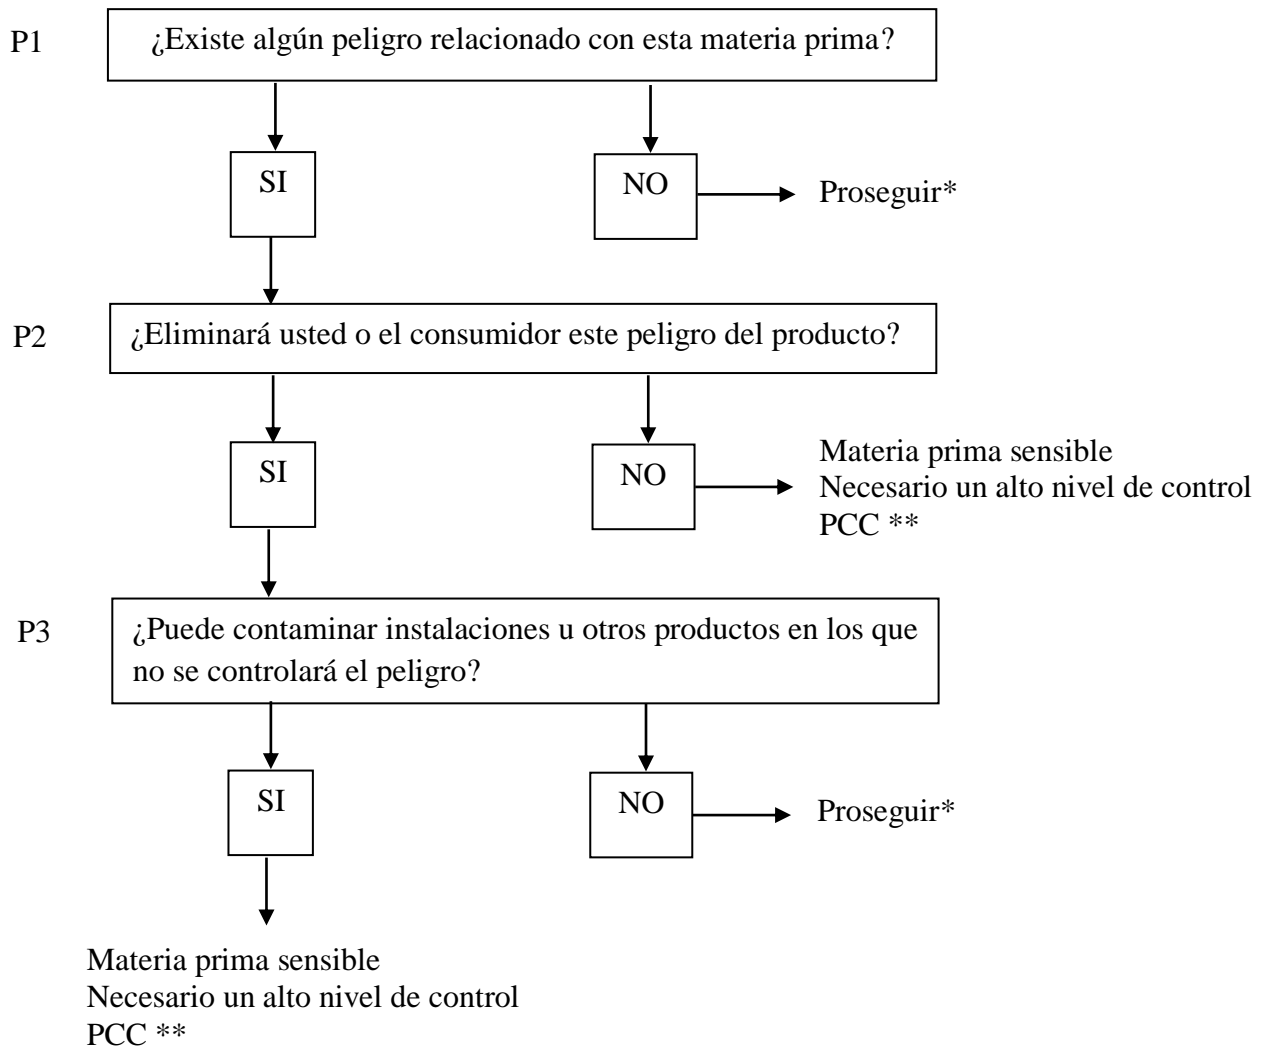 P1
¿Existe algún peligro relacionado con esta materia prima?
SI
NO
Proseguir*
P2
¿Eliminará usted o el consumidor este peligro del producto?
SI
NO
Materia prima sensible
Necesario un alto nivel de control
PCC **
P3
¿Puede contaminar instalaciones u otros productos en los que
no se controlará el peligro?
SI
NO
Proseguir*
Materia prima sensible
Necesario un alto nivel de control
PCC **